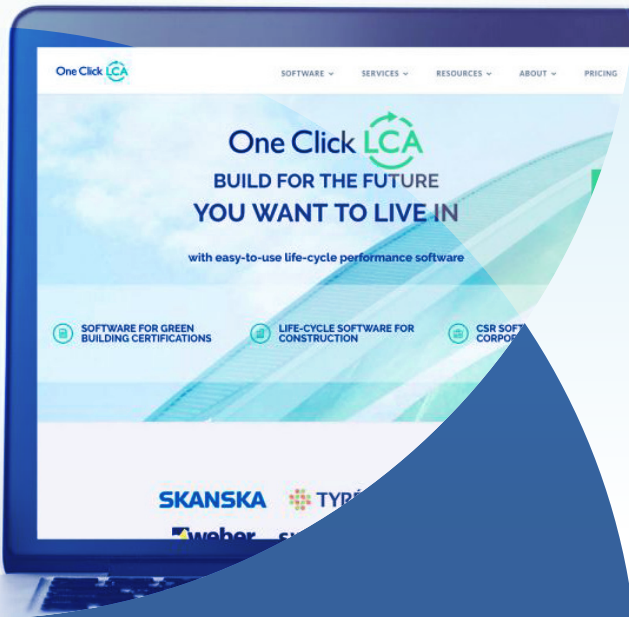 One Click LCA
SOFTWARE SERVICES RESOURCES ABOUT PRICING
One Click LCA
BUILD FOR THE FUTURE
YOU WANT TO LIVE IN
with easy-to-use life-cycle performance software
SOFTWARE FOR GREEN
BUILDING CERTIFICATIONS
LIFE-CYCLE SOFTWARE FOR
CONSTRUCTION
CSR
SKANSKA
weber